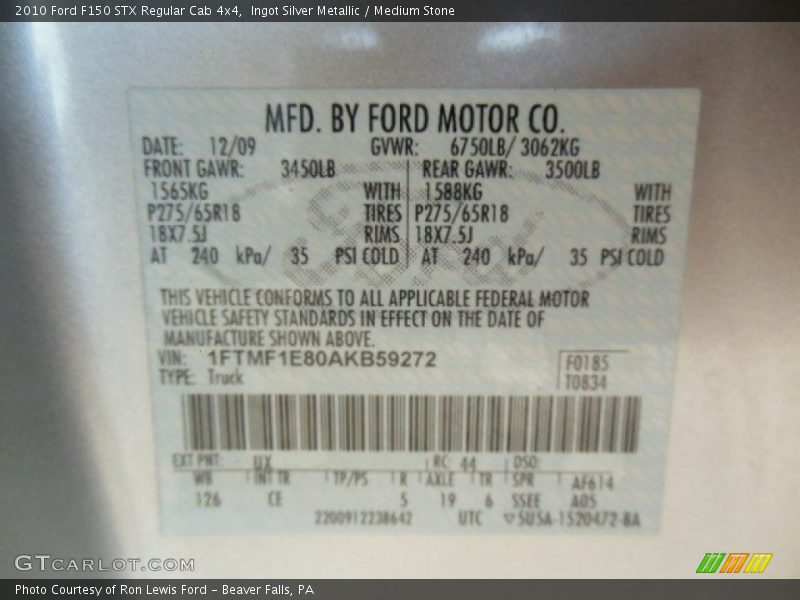 2010 Ford F150 STX Regular Cab 4x4, Ingot Silver Metallic / Medium Stone
MFD. BY FORD MOTOR CO.
DATE: 12/09 GVWR: 6750LB/ 3062KG
FRONT GAWR: 3450LB REAR GAWR: 3500LB
1565KG WITH 1588KG WITH
P275/65R18 TIRES P275/65R18 TIRES
18X7.5J RIMS 18X7.5J RIMS
AT 240 kPa/ 35 PSI COLD AT 240 kPa/ 35 PSI COLD
THIS VEHICLE CONFORMS TO ALL APPLICABLE FEDERAL MOTOR
VEHICLE SAFETY STANDARDS IN EFFECT ON THE DATE OF
MANUFACTURE SHOWN ABOVE.
VIN: 1FTMF1E80AKB59272 F0185
TYPE: Truck T0834
EXT PNT: UX RC: 44 DSO:
WB INT TR TP/PS R AXLE TR SPR AF614
126 CE 5 19 6 SSEE A05
2200912238642 UTC ▽5U5A-1520472-BA
GTCARLOT.COM
Photo Courtesy of Ron Lewis Ford - Beaver Falls, PA